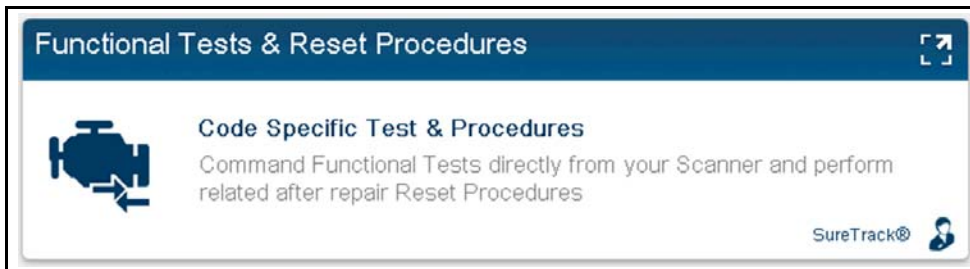 Functional Tests & Reset Procedures
Code Specific Test & Procedures
Command Functional Tests directly from your Scanner and perform
related after repair Reset Procedures
SureTrack®